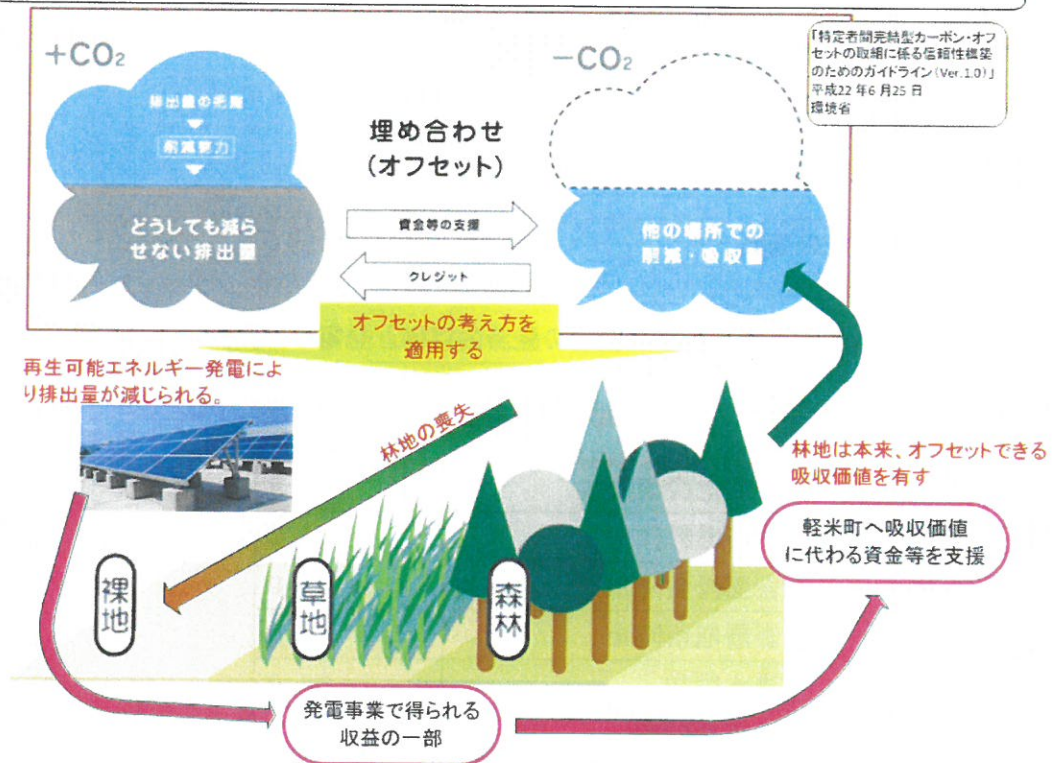 +CO₂
排出量の把握
削減努力
どうしても減ら
せない排出量
埋め合わせ
(オフセット)
資金等の支援
クレジット
−CO₂
他の場所での
削減・吸収量
「特定者間完結型カーボン・オフ
セットの取組に係る信頼性構築
のためのガイドライン(Ver.1.0)」
平成22年6月25日
環境省
オフセットの考え方を
適用する
再生可能エネルギー発電によ
り排出量が減じられる。
林地の喪失
林地は本来、オフセットできる
吸収価値を有す
軽米町へ吸収価値
に代わる資金等を支援
裸地
草地
森林
発電事業で得られる
収益の一部